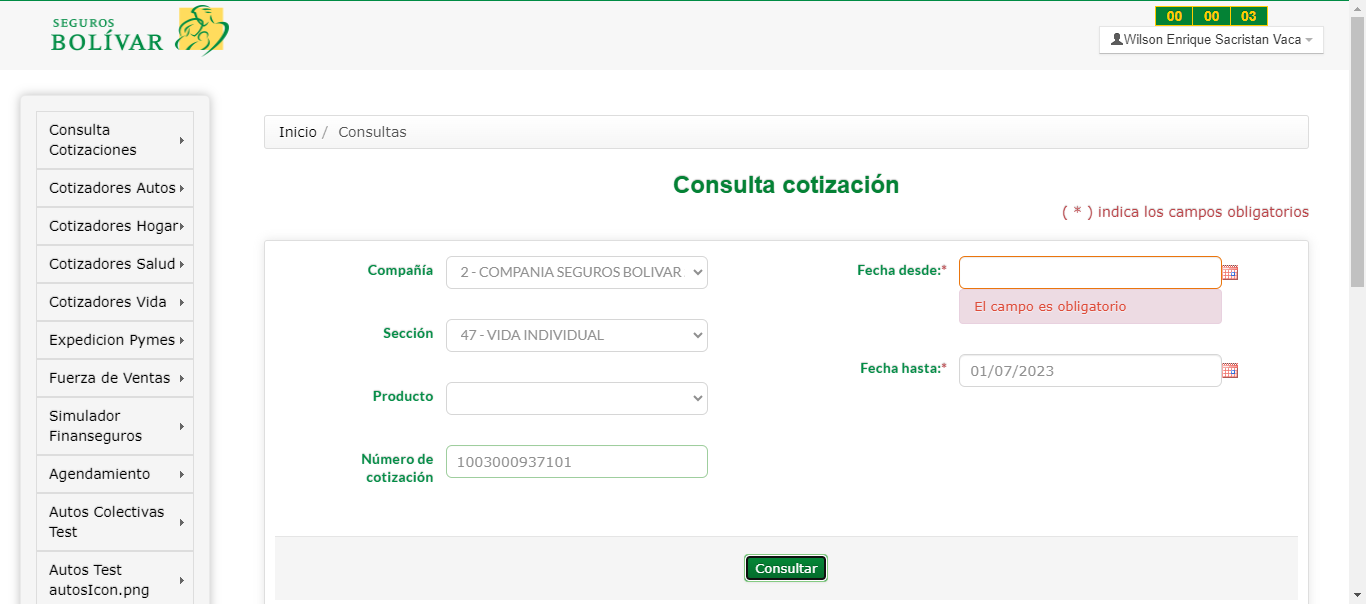 SEGUROS
BOLÍVAR
00 00 03
Wilson Enrique Sacristan Vaca
Consulta
Cotizaciones
Cotizadores Autos
Cotizadores Hogar
Cotizadores Salud
Cotizadores Vida
Expedicion Pymes
Fuerza de Ventas
Simulador
Finanseguros
Agendamiento
Autos Colectivas
Test
Autos Test
autosIcon.png
Inicio / Consultas
Consulta cotización
( * ) indica los campos obligatorios
Compañía 2 - COMPANIA SEGUROS BOLIVAR
Sección 47 - VIDA INDIVIDUAL
Producto
Número de
cotización
1003000937101
Fecha desde:*
El campo es obligatorio
Fecha hasta:* 01/07/2023
Consultar